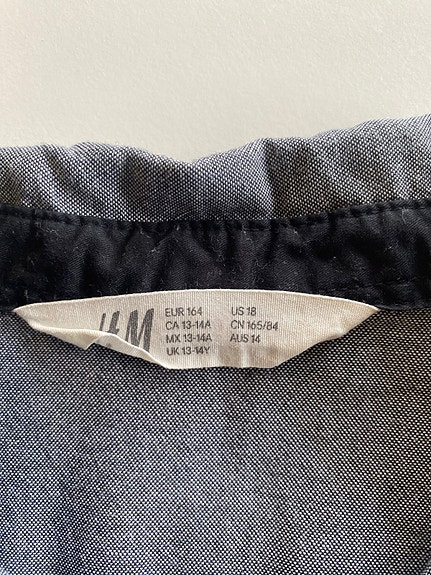 H&M
EUR 164
CA 13-14A
MX 13-14A
UK 13-14Y
US 18
CN 165/84
AUS 14